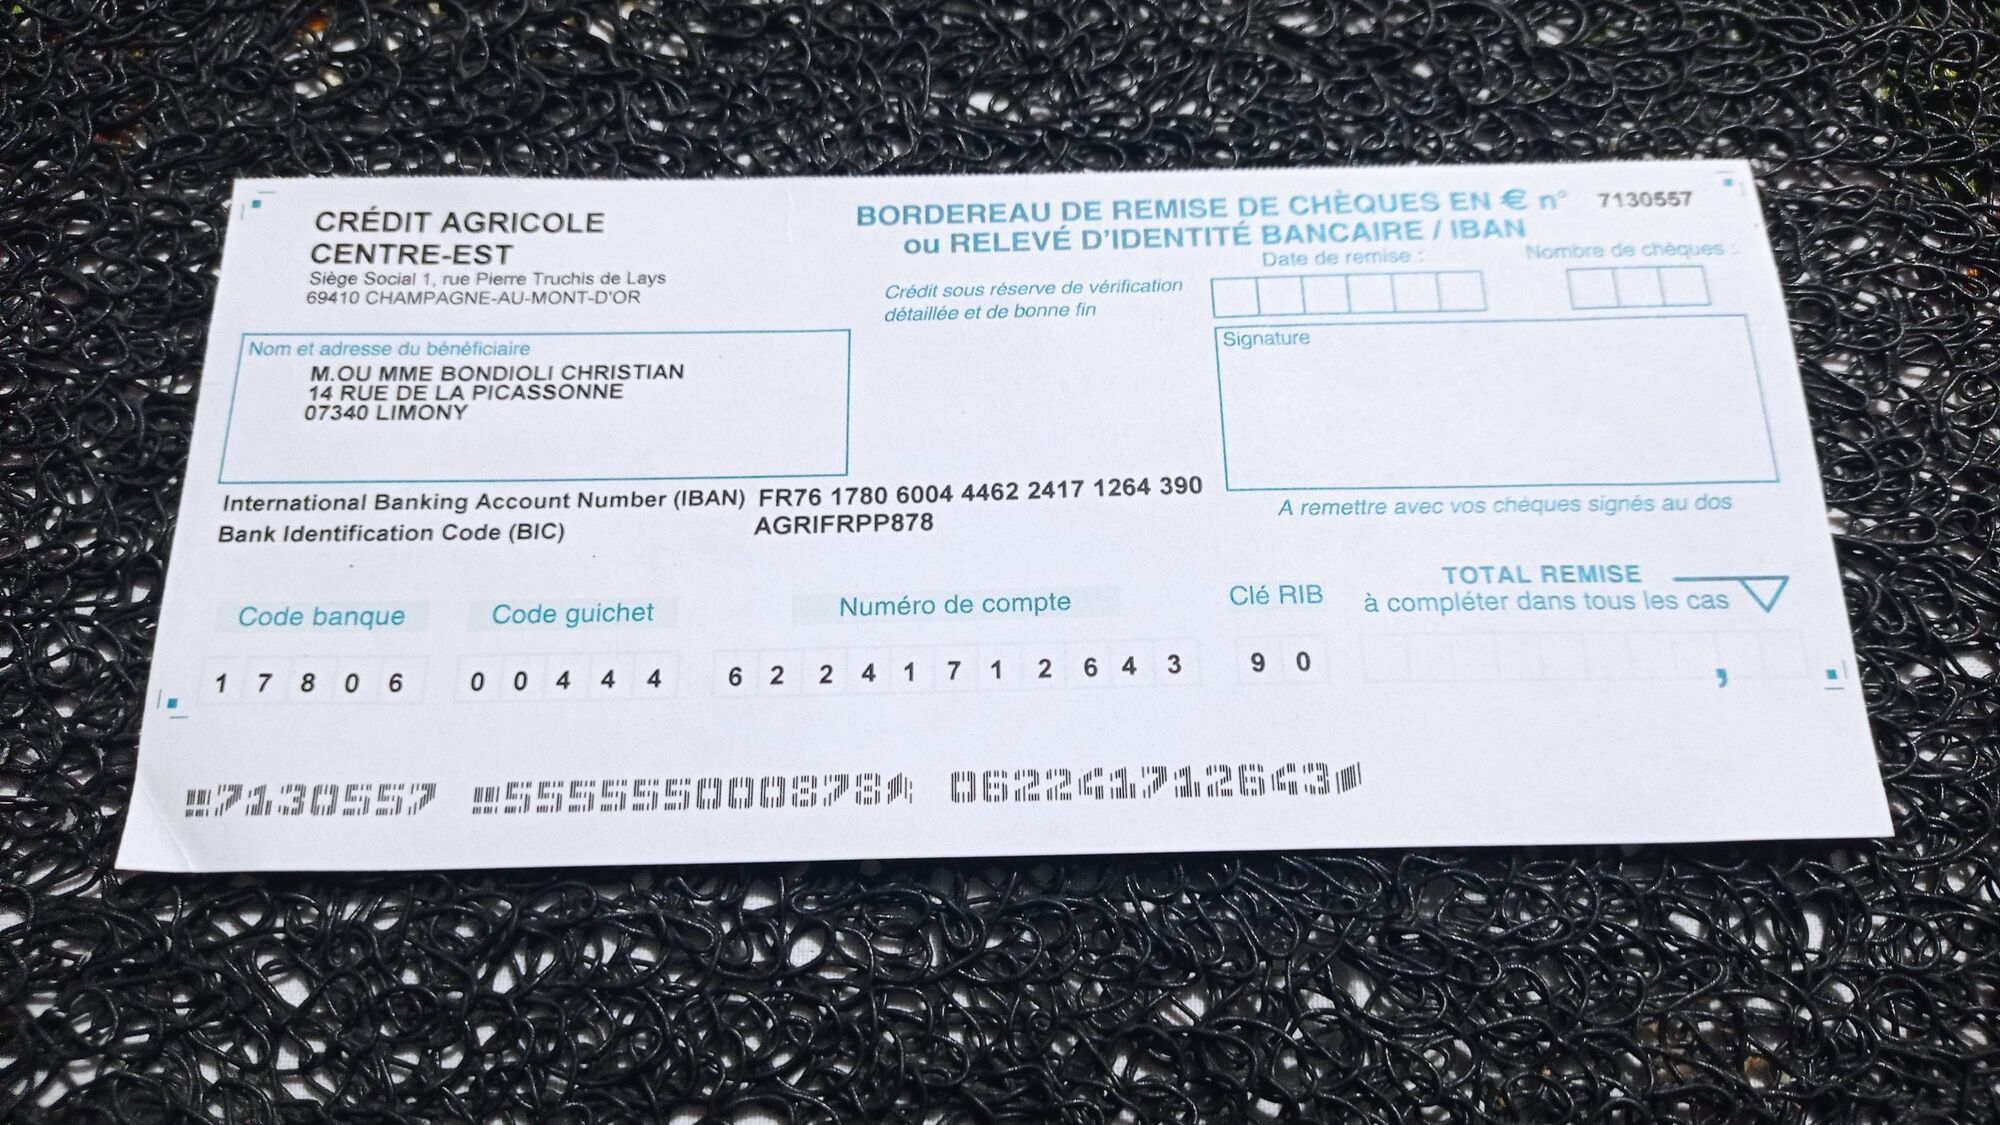 CRÉDIT AGRICOLE
CENTRE-EST
Siège Social 1, rue Pierre Truchis de Lays
69410 CHAMPAGNE-AU-MONT-D'OR
BORDEREAU DE REMISE DE CHÈQUES EN € n° 7130557
ou RELEVÉ D'IDENTITÉ BANCAIRE / IBAN
Date de remise :
Nombre de chèques :
Crédit sous réserve de vérification
détaillée et de bonne fin
Nom et adresse du bénéficiaire
M.OU MME BONDIOLI CHRISTIAN
14 RUE DE LA PICASSONNE
07340 LIMONY
Signature
International Banking Account Number (IBAN) FR76 1780 6004 4462 2417 1264 390
Bank Identification Code (BIC) AGRIFRPP878
A remettre avec vos chèques signés au dos
Code banque Code guichet Numéro de compte Clé RIB
TOTAL REMISE
à compléter dans tous les cas
1 7 8 0 6 0 0 4 4 4 6 2 2 4 1 7 1 2 6 4 3 9 0 ,
7130557 555555000878 062241712643